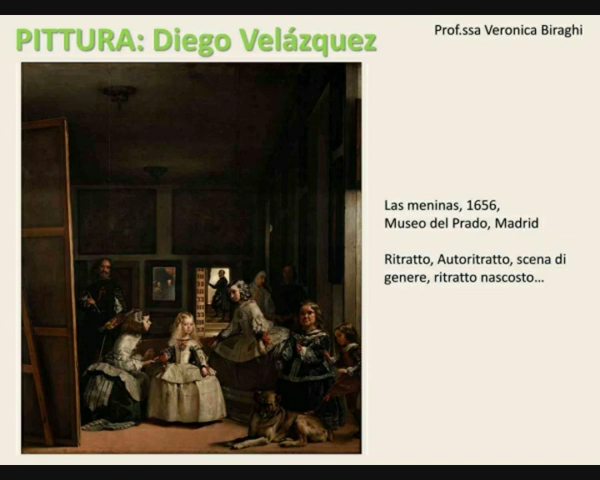 PITTURA: Diego Velázquez
Prof.ssa Veronica Biraghi
Las meninas, 1656,
Museo del Prado, Madrid
Ritratto, Autoritratto, scena di
genere, ritratto nascosto...